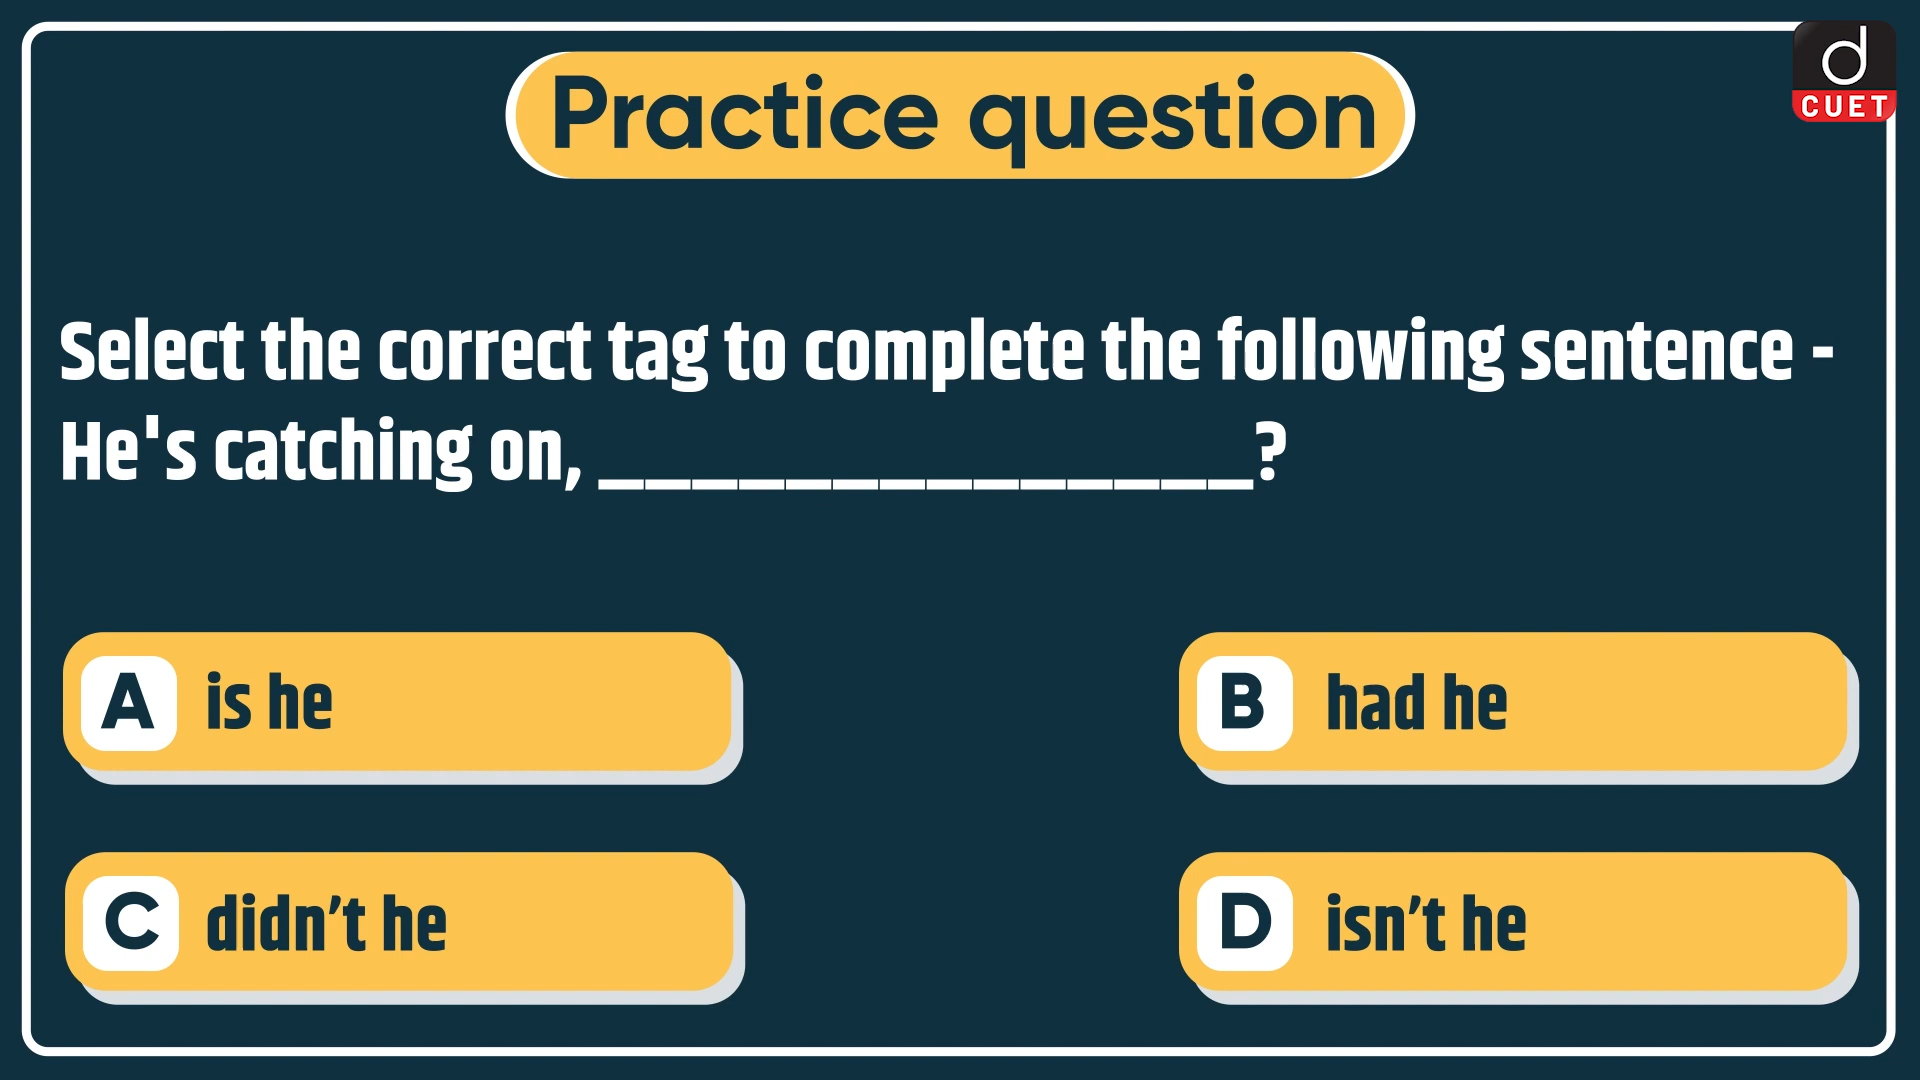 d
CUET
Practice question
Select the correct tag to complete the following sentence -
He's catching on, ______________?
A is he
B had he
C didn’t he
D isn’t he